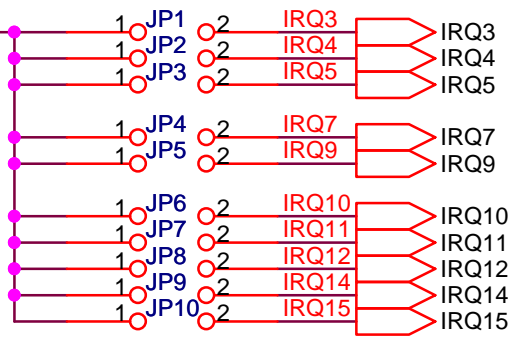 1 JP1 2 IRQ3 IRQ3
1 JP2 2 IRQ4 IRQ4
1 JP3 2 IRQ5 IRQ5
1 JP4 2 IRQ7 IRQ7
1 JP5 2 IRQ9 IRQ9
1 JP6 2 IRQ10 IRQ10
1 JP7 2 IRQ11 IRQ11
1 JP8 2 IRQ12 IRQ12
1 JP9 2 IRQ14 IRQ14
1 JP10 2 IRQ15 IRQ15